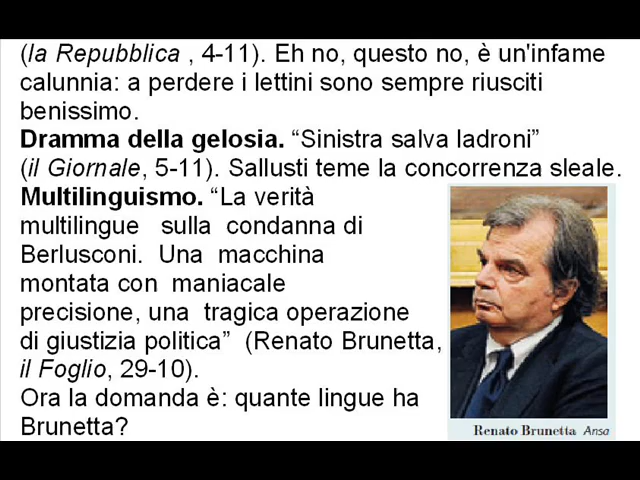 (la Repubblica , 4-11). Eh no, questo no, è un'infame
calunnia: a perdere i lettini sono sempre riusciti
benissimo.
Dramma della gelosia. “Sinistra salva ladroni”
(il Giornale, 5-11). Sallusti teme la concorrenza sleale.
Multilinguismo. “La verità
multilingue sulla condanna di
Berlusconi. Una macchina
montata con maniacale
precisione, una tragica operazione
di giustizia politica” (Renato Brunetta,
il Foglio, 29-10).
Ora la domanda è: quante lingue ha
Brunetta?
Renato Brunetta Ansa